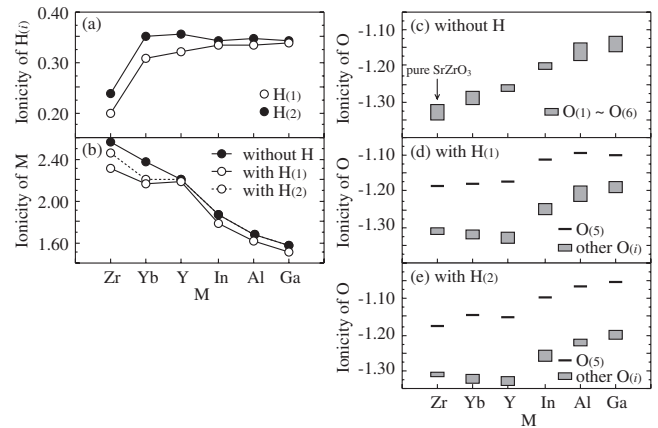 (a)
Ionicity of H(i)
0.40
0.30
0.20
H(1)
H(2)
(b)
Ionicity of M
2.40
2.00
1.60
without H
with H(1)
with H(2)
Zr Yb Y In Al Ga
M
(c) without H
Ionicity of O
-1.10
-1.20
-1.30
pure SrZrO3
O(1) ~ O(6)
(d) with H(1)
Ionicity of O
-1.10
-1.20
-1.30
O(5)
other O(i)
(e) with H(2)
Ionicity of O
-1.10
-1.20
-1.30
O(5)
other O(i)
Zr Yb Y In Al Ga
M